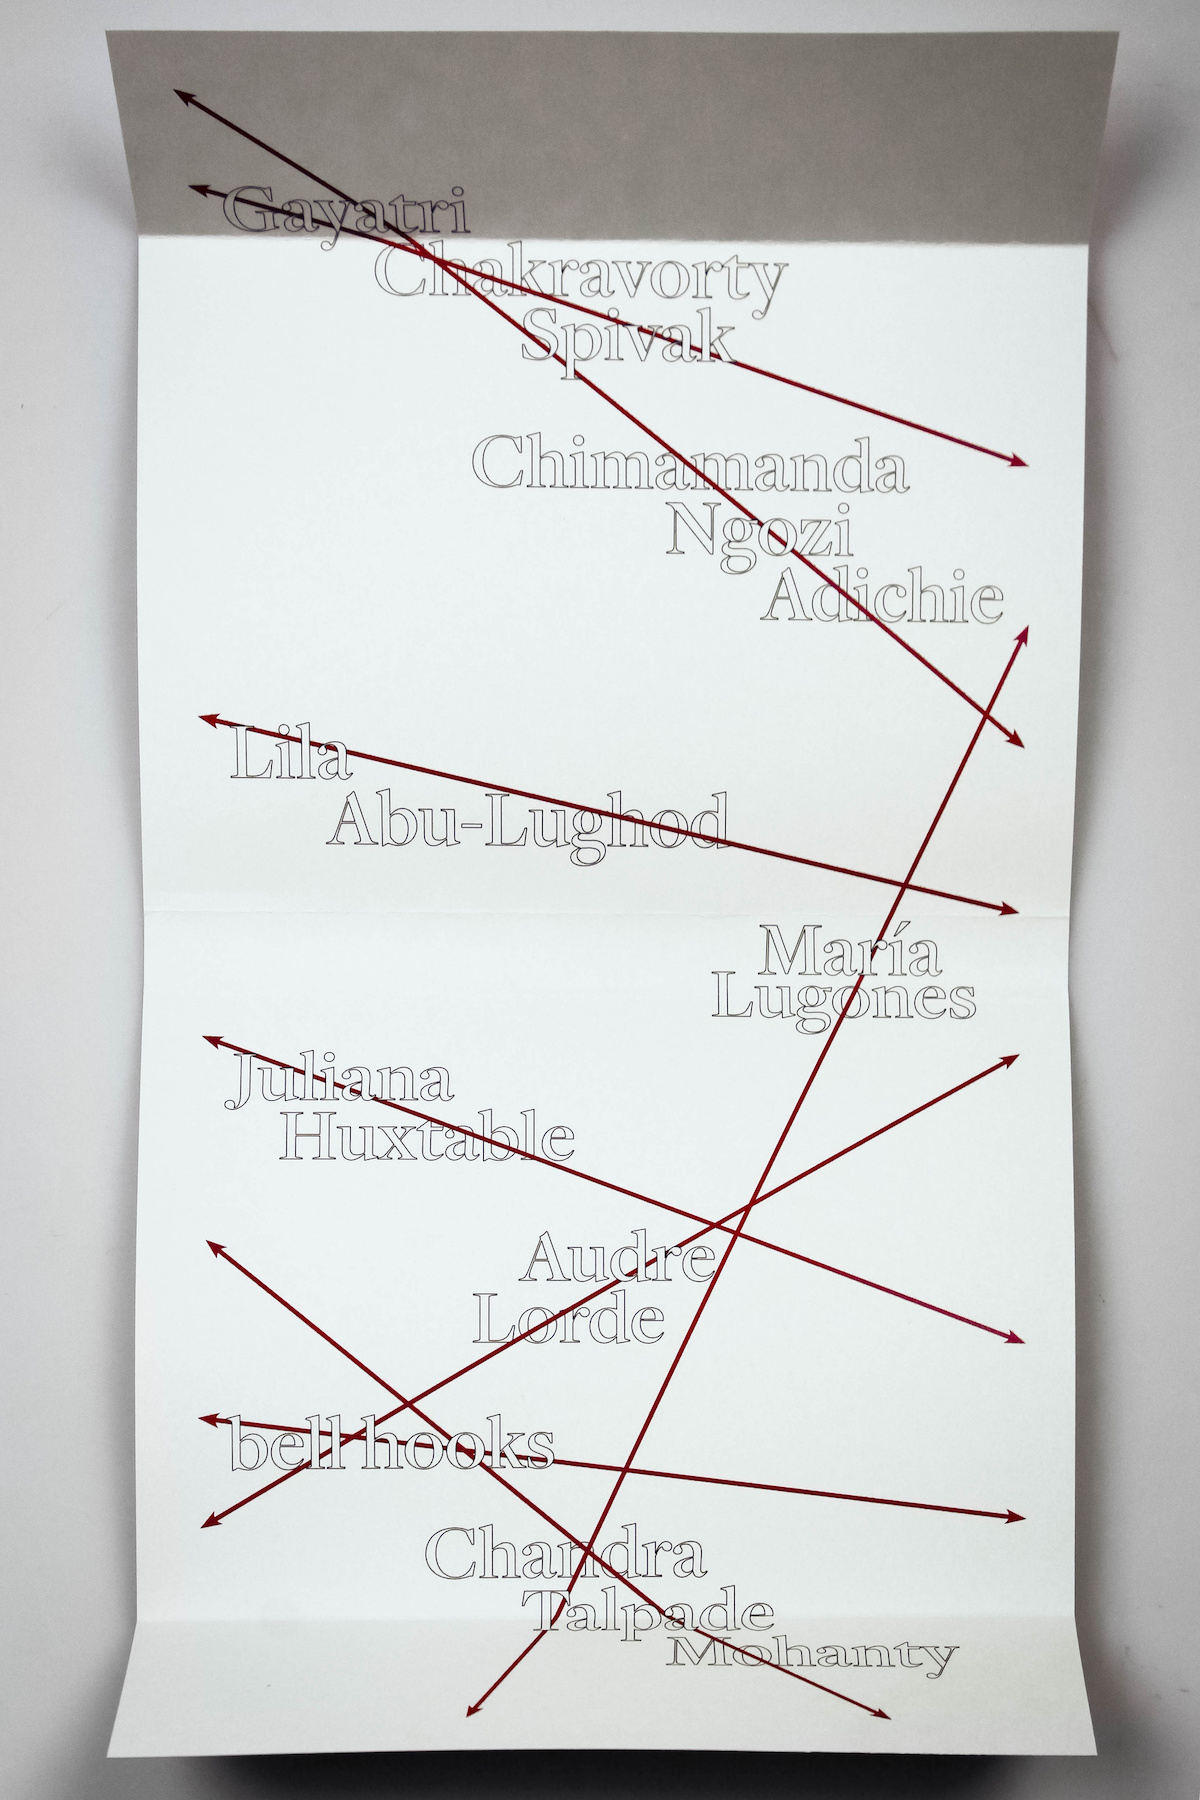 Gayatri
Chakravorty
Spivak
Chimamanda
Ngozi
Adichie
Lila
Abu-Lughod
María
Lugones
Juliana
Huxtable
Audre
Lorde
bell hooks
Chandra
Talpade
Mohanty